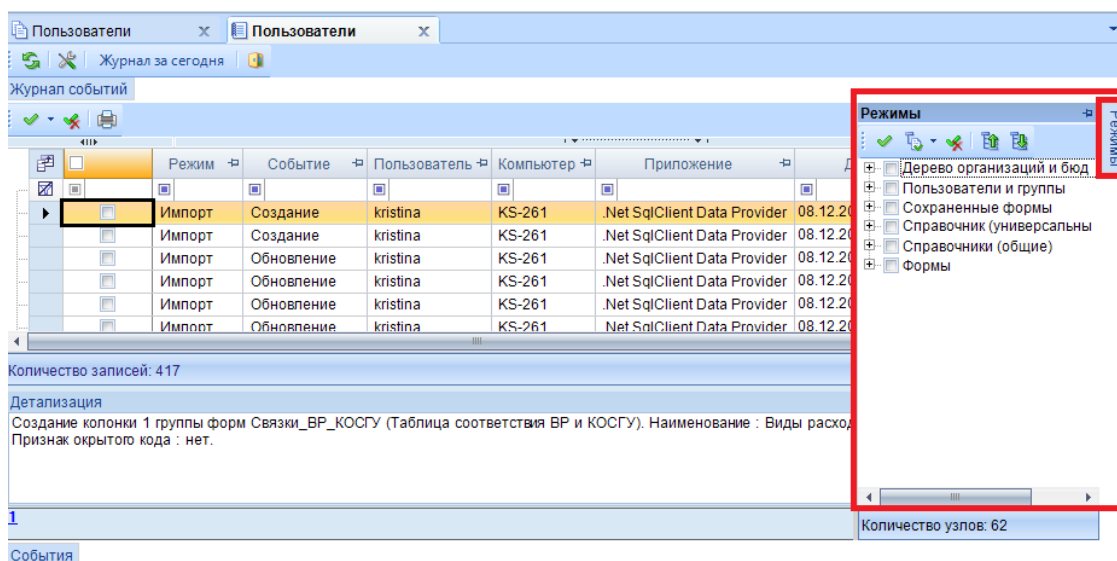 Пользователи Пользователи
Журнал за сегодня
Журнал событий
Режимы
Режимы
Режим Событие Пользователь Компьютер Приложение Д
Импорт Создание kristina KS-261 .Net SqlClient Data Provider 08.12.20
Импорт Создание kristina KS-261 .Net SqlClient Data Provider 08.12.20
Импорт Обновление kristina KS-261 .Net SqlClient Data Provider 08.12.20
Импорт Обновление kristina KS-261 .Net SqlClient Data Provider 08.12.20
Импорт Обновление kristina KS-261 .Net SqlClient Data Provider 08.12.20
Импорт Обновление kristina KS-261 .Net SqlClient Data Provider 08.12.20
Дерево организаций и бюд
Пользователи и группы
Сохраненные формы
Справочник (универсальны
Справочники (общие)
Формы
Количество записей: 417
Детализация
Создание колонки 1 группы форм Связки_ВР_КОСГУ (Таблица соответствия ВР и КОСГУ). Наименование : Виды расход
Признак окрытого кода : нет.
1
Количество узлов: 62
События